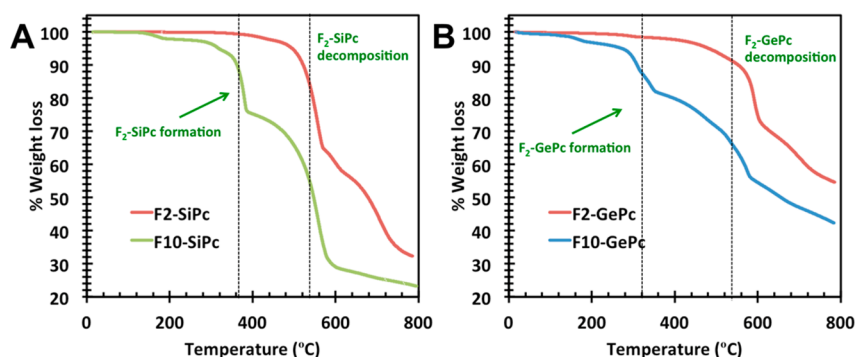 A
% Weight loss
100
90
80
70
60
50
40
30
20
0
200
400
600
800
Temperature (ºC)
F2-SiPc
decomposition
F2-SiPc formation
F2-SiPc
F10-SiPc
B
% Weight loss
100
90
80
70
60
50
40
30
20
0
200
400
600
800
Temperature (ºC)
F2-GePc
decomposition
F2-GePc formation
F2-GePc
F10-GePc